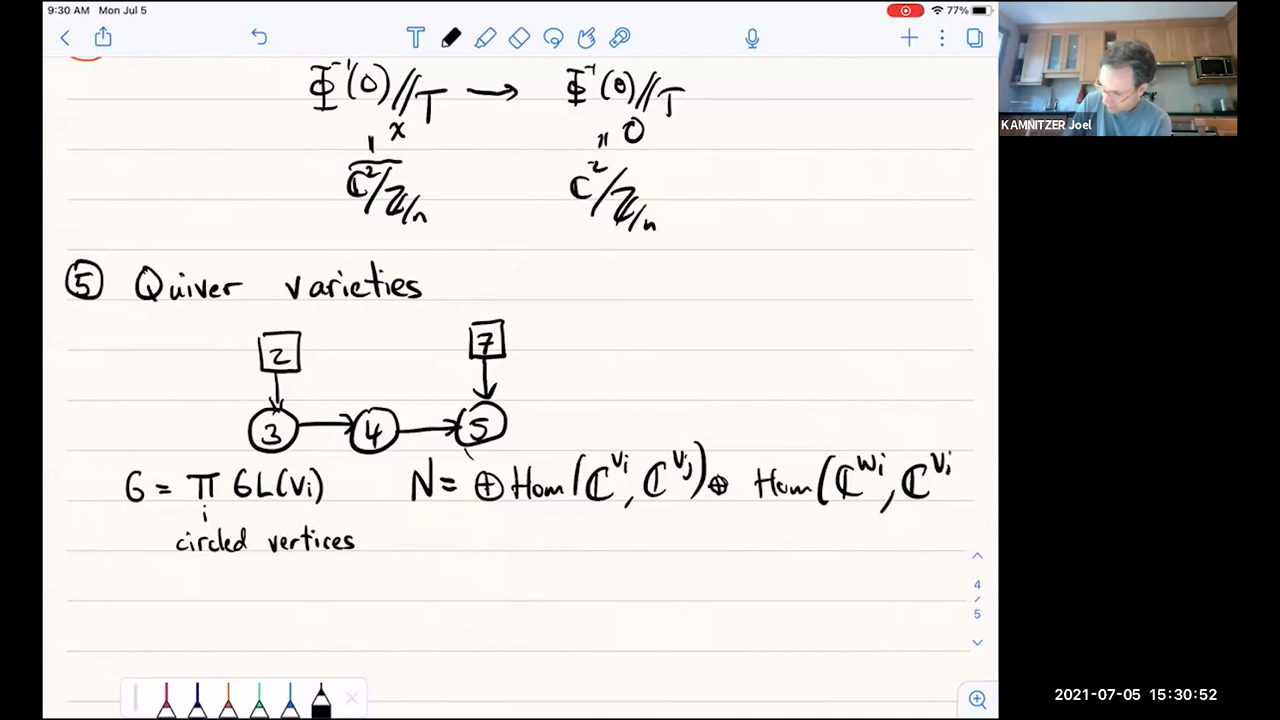 9:30 AM Mon Jul 5
77%
Φ⁻¹(0)//_χ T → Φ⁻¹(0)//_0 T
KAMNITZER Joel
ℂ²/ℤ/n ℂ²/ℤ/n
⑤ Quiver varieties
2 7
3 → 4 → 5
G = ∏ GL(Vi) N = ⊕ Hom(ℂ^Vi, ℂ^Vj) ⊕ Hom(ℂ^Wi, ℂ^Vi
i
circled vertices
4
/
5
2021-07-05 15:30:52